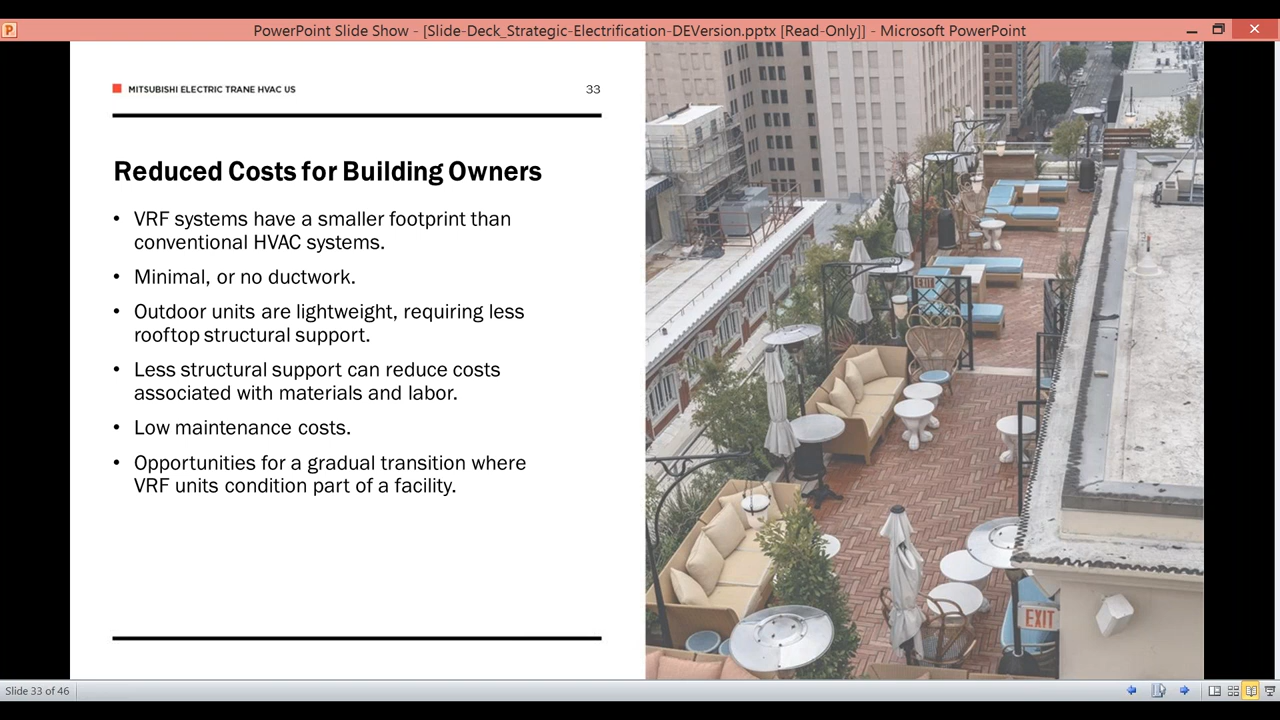 PowerPoint Slide Show - [Slide-Deck_Strategic-Electrification-DEVersion.pptx [Read-Only]] - Microsoft PowerPoint
MITSUBISHI ELECTRIC TRANE HVAC US
33
Reduced Costs for Building Owners
• VRF systems have a smaller footprint than
conventional HVAC systems.
• Minimal, or no ductwork.
• Outdoor units are lightweight, requiring less
rooftop structural support.
• Less structural support can reduce costs
associated with materials and labor.
• Low maintenance costs.
• Opportunities for a gradual transition where
VRF units condition part of a facility.
EXIT
EXIT
Slide 33 of 46